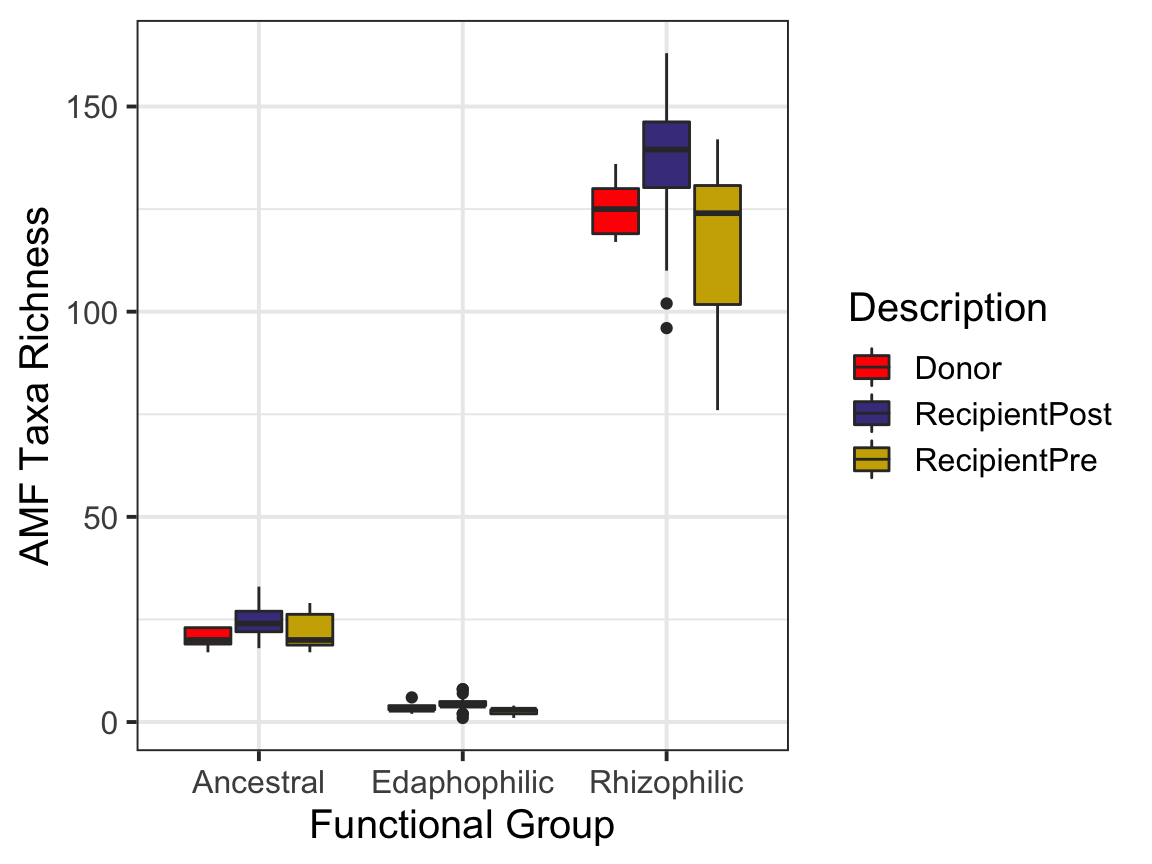 AMF Taxa Richness
150
100
50
0
Ancestral
Edaphophilic
Rhizophilic
Functional Group
Description
Donor
RecipientPost
RecipientPre